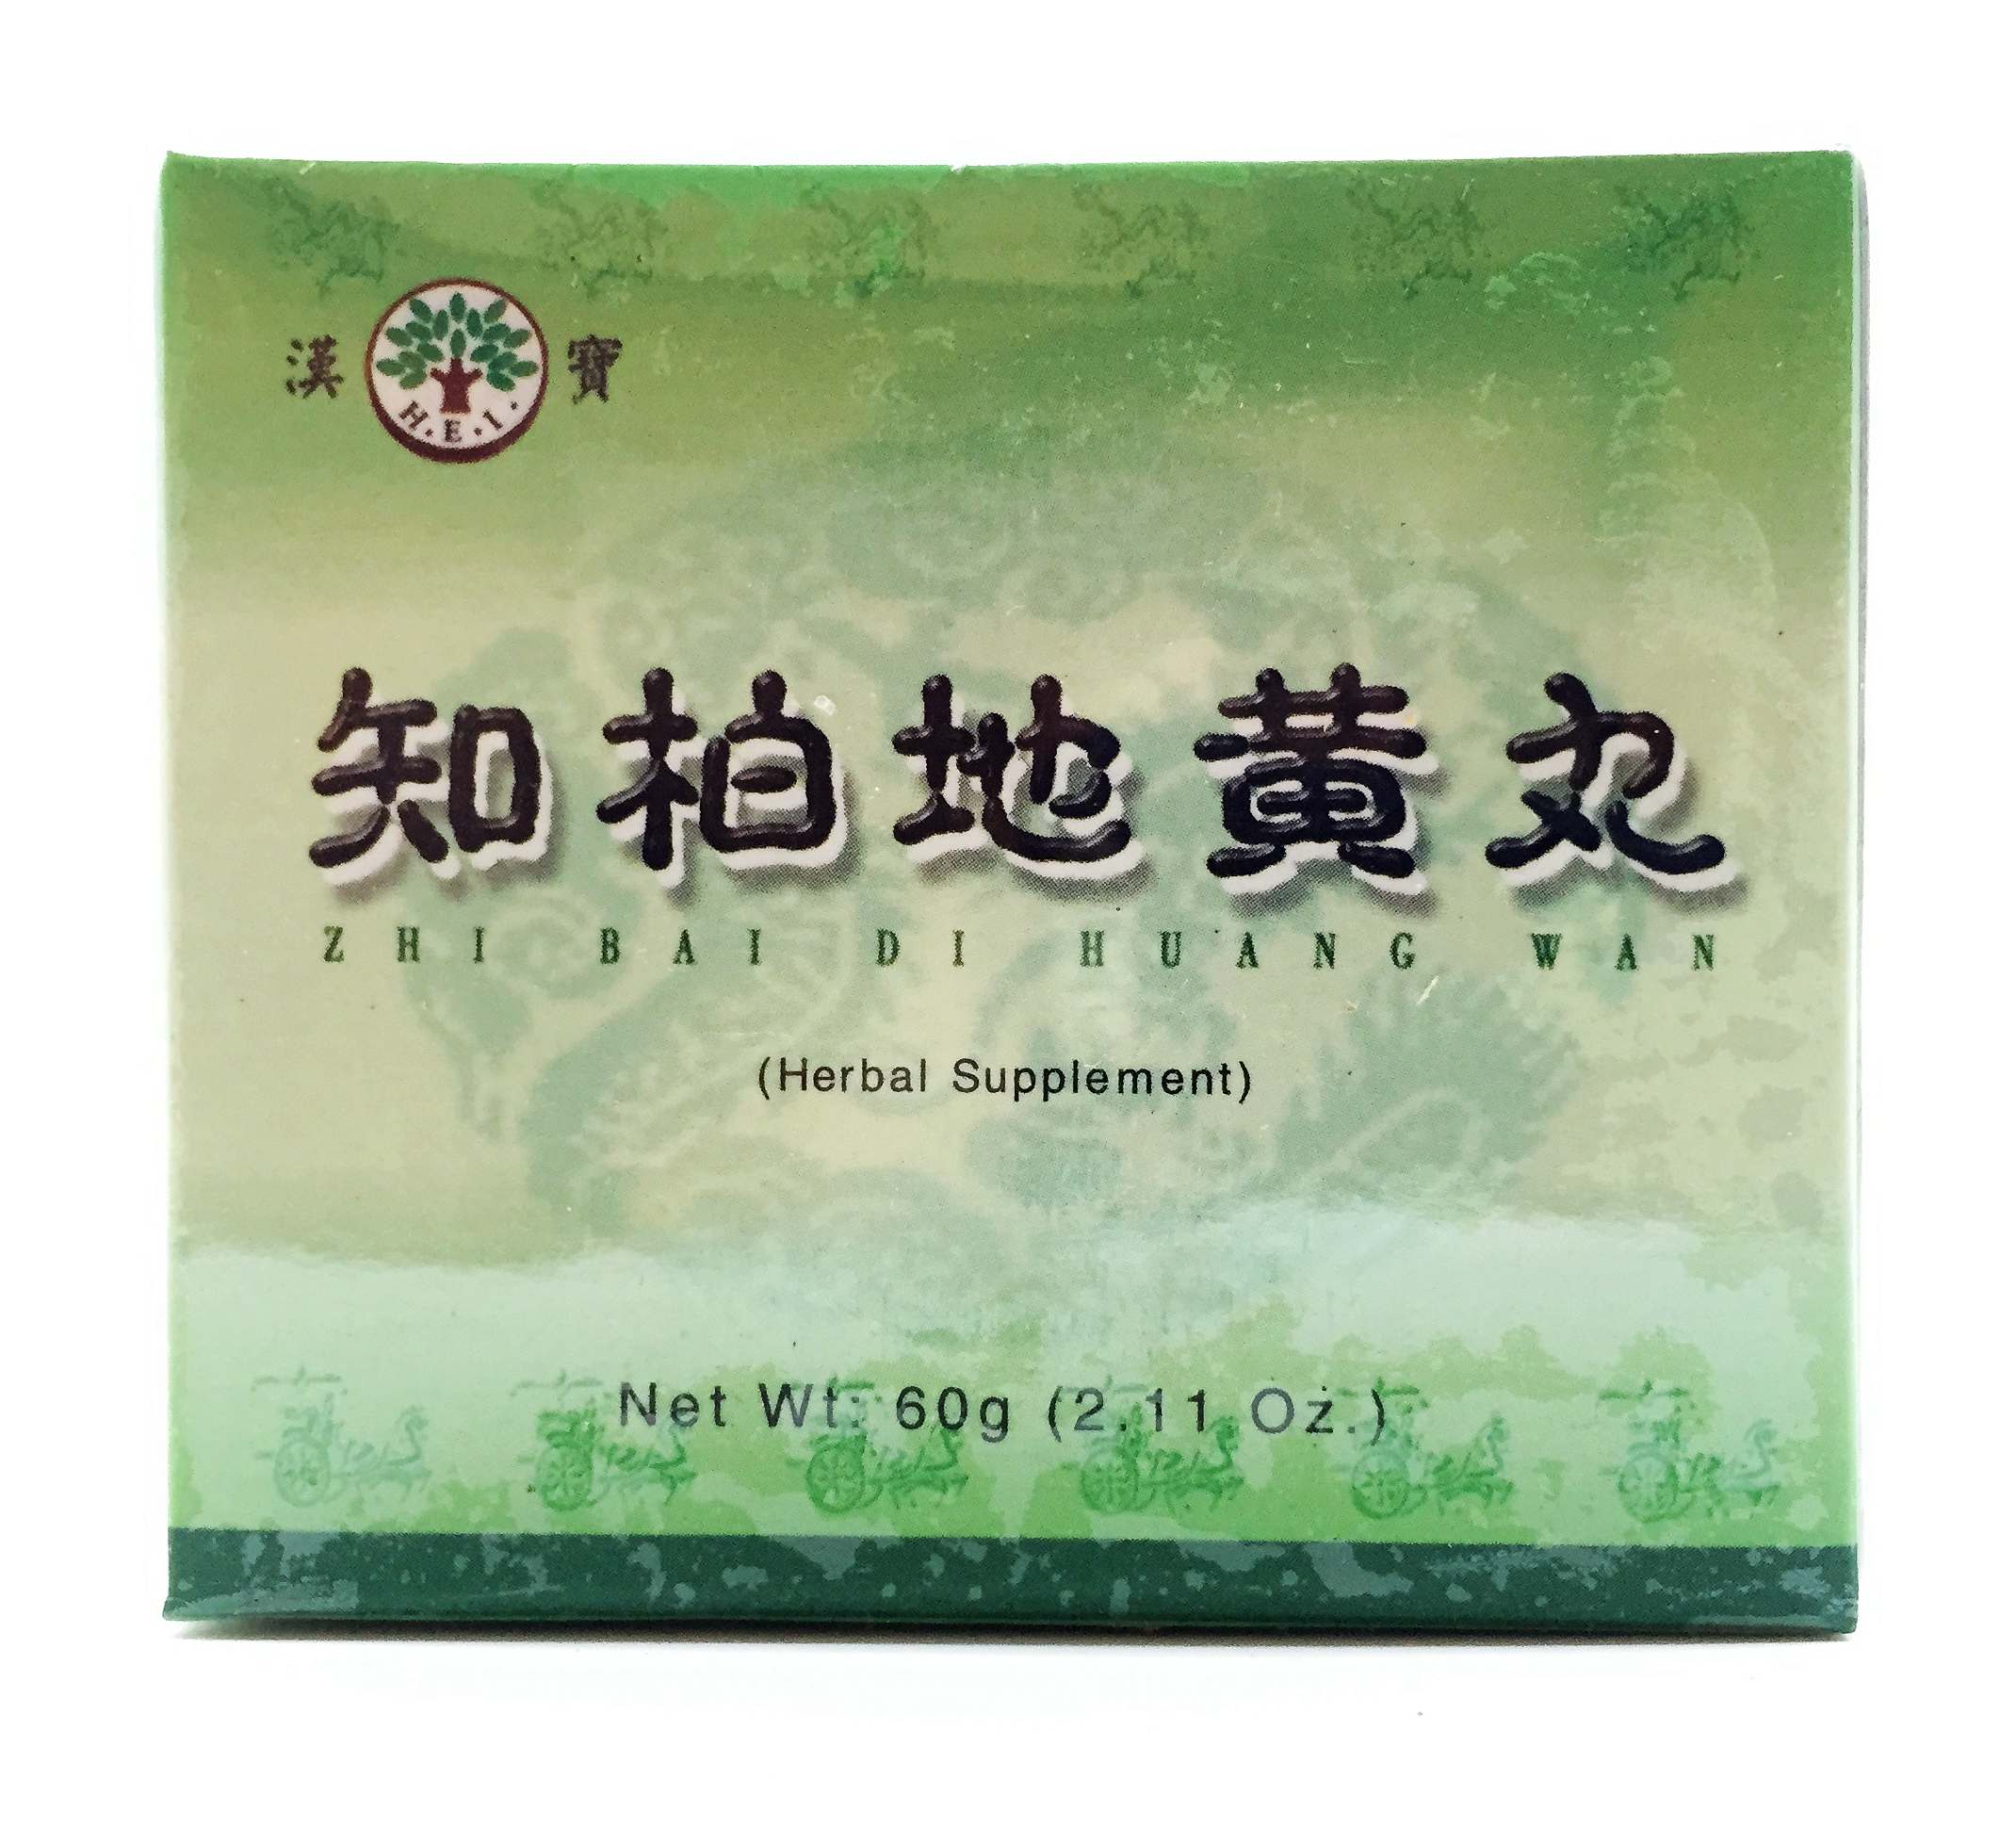 漢 寶
H.E.I.
知柏地黃丸
ZHI BAI DI HUANG WAN
(Herbal Supplement)
Net Wt: 60g (2.11 Oz.)